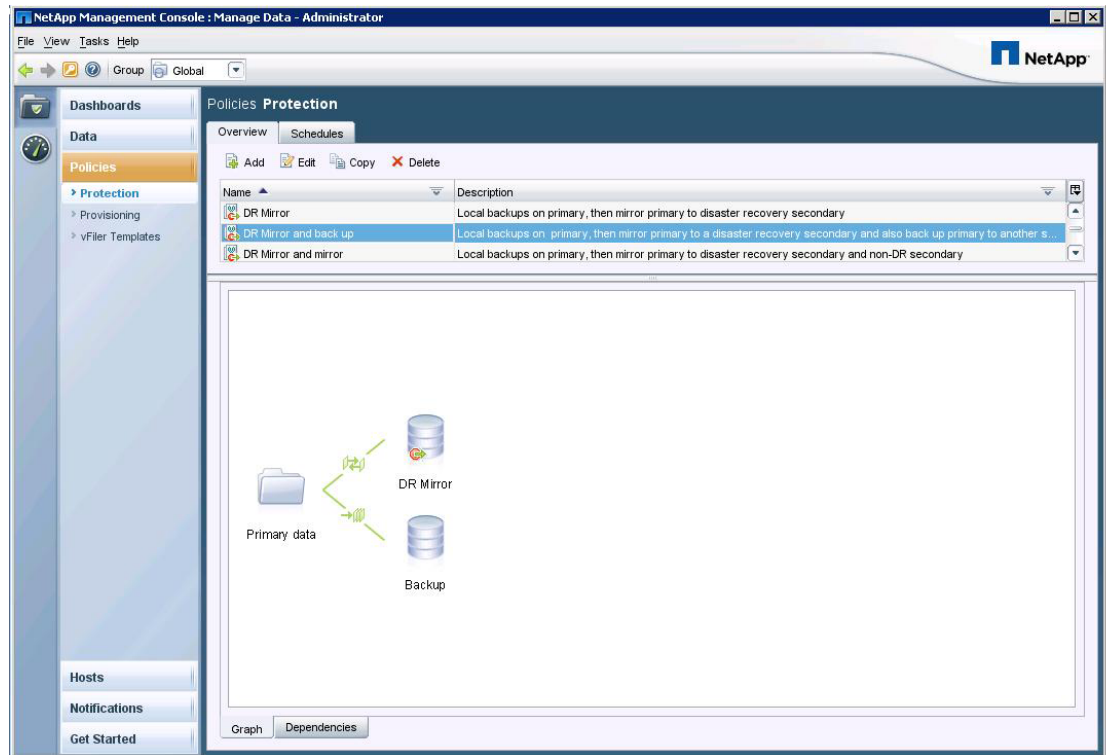 NetApp Management Console : Manage Data - Administrator
File View Tasks Help
Group Global
NetApp
Dashboards
Data
Policies
Protection
Provisioning
vFiler Templates
Hosts
Notifications
Get Started
Policies Protection
Overview Schedules
Add Edit Copy Delete
Name Description
DR Mirror Local backups on primary, then mirror primary to disaster recovery secondary
DR Mirror and back up Local backups on primary, then mirror primary to a disaster recovery secondary and also back up primary to another s...
DR Mirror and mirror Local backups on primary, then mirror primary to disaster recovery secondary and non-DR secondary
DR Mirror
Primary data
Backup
Graph Dependencies